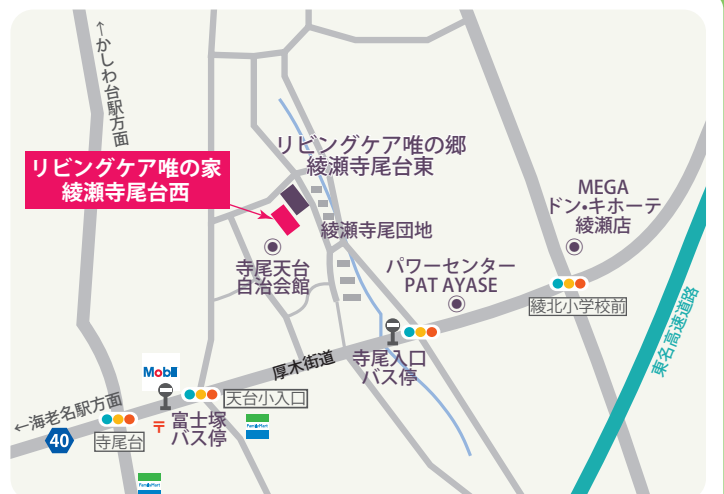 ←かしわ台駅方面
リビングケア唯の郷
綾瀬寺尾台東
リビングケア唯の家
綾瀬寺尾台西
MEGA
ドン・キホーテ
綾瀬店
綾瀬寺尾団地
寺尾天台
自治会館
パワーセンター
PAT AYASE
綾北小学校前
東名高速道路
寺尾入口
バス停
厚木街道
Mobil
天台小入口
←海老名駅方面
富士塚
バス停
〒
FamilyMart
40
寺尾台
FamilyMart